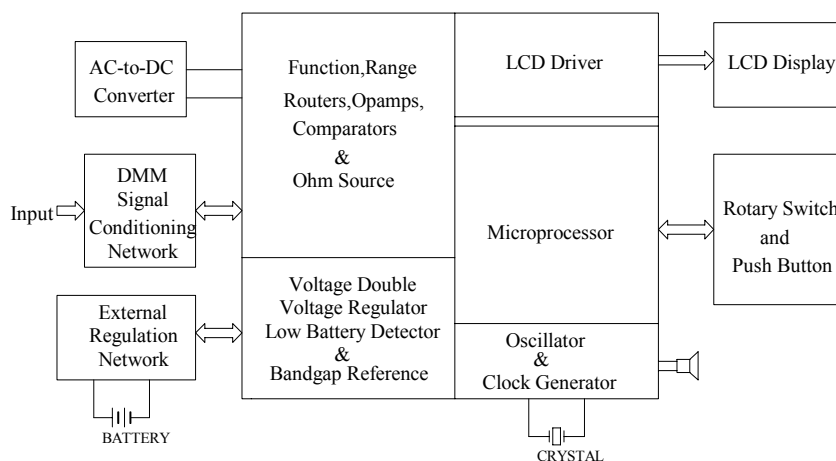 AC-to-DC
Converter
Function,Range
Routers,Opamps,
Comparators
&
Ohm Source
LCD Driver
LCD Display
Input
DMM
Signal
Conditioning
Network
Microprocessor
Rotary Switch
and
Push Button
External
Regulation
Network
Voltage Double
Voltage Regulator
Low Battery Detector
&
Bandgap Reference
Oscillator
&
Clock Generator
BATTERY
CRYSTAL